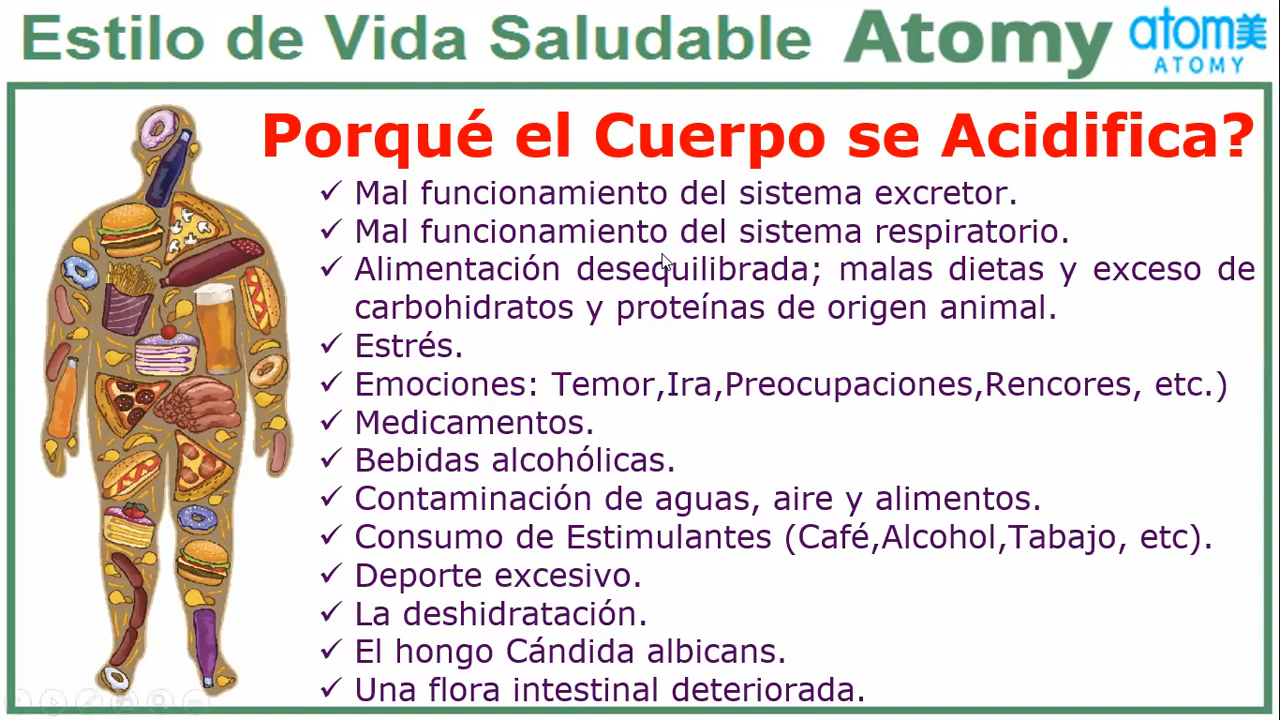 Estilo de Vida Saludable Atomy atom美
ATOMY
Porqué el Cuerpo se Acidifica?
✓ Mal funcionamiento del sistema excretor.
✓ Mal funcionamiento del sistema respiratorio.
✓ Alimentación desequilibrada; malas dietas y exceso de
carbohidratos y proteínas de origen animal.
✓ Estrés.
✓ Emociones: Temor,Ira,Preocupaciones,Rencores, etc.)
✓ Medicamentos.
✓ Bebidas alcohólicas.
✓ Contaminación de aguas, aire y alimentos.
✓ Consumo de Estimulantes (Café,Alcohol,Tabajo, etc).
✓ Deporte excesivo.
✓ La deshidratación.
✓ El hongo Cándida albicans.
✓ Una flora intestinal deteriorada.